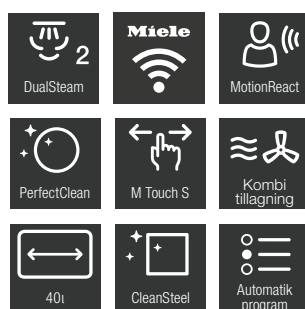 2
DualSteam
Miele
MotionReact
PerfectClean
M Touch S
Kombi
tillagning
40l
CleanSteel
Automatik
program